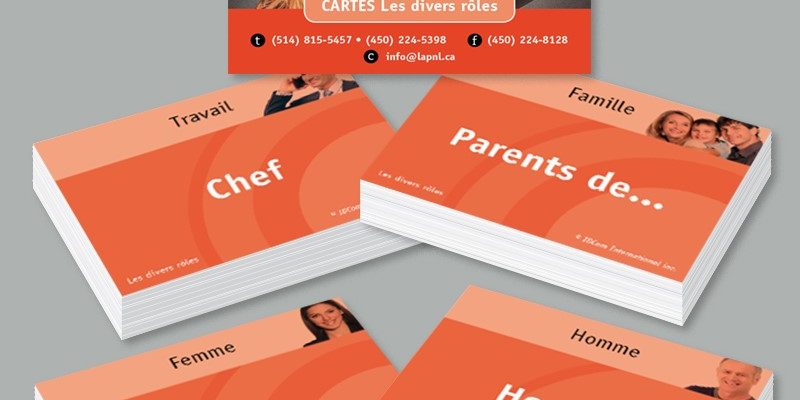 CARTES Les divers rôles
t (514) 815-5457 • (450) 224-5398 f (450) 224-8128
c info@lapnl.ca
Travail
Chef
Les divers rôles
Famille
Parents de...
Les divers rôles
© JDCom International inc.
Femme
Homme